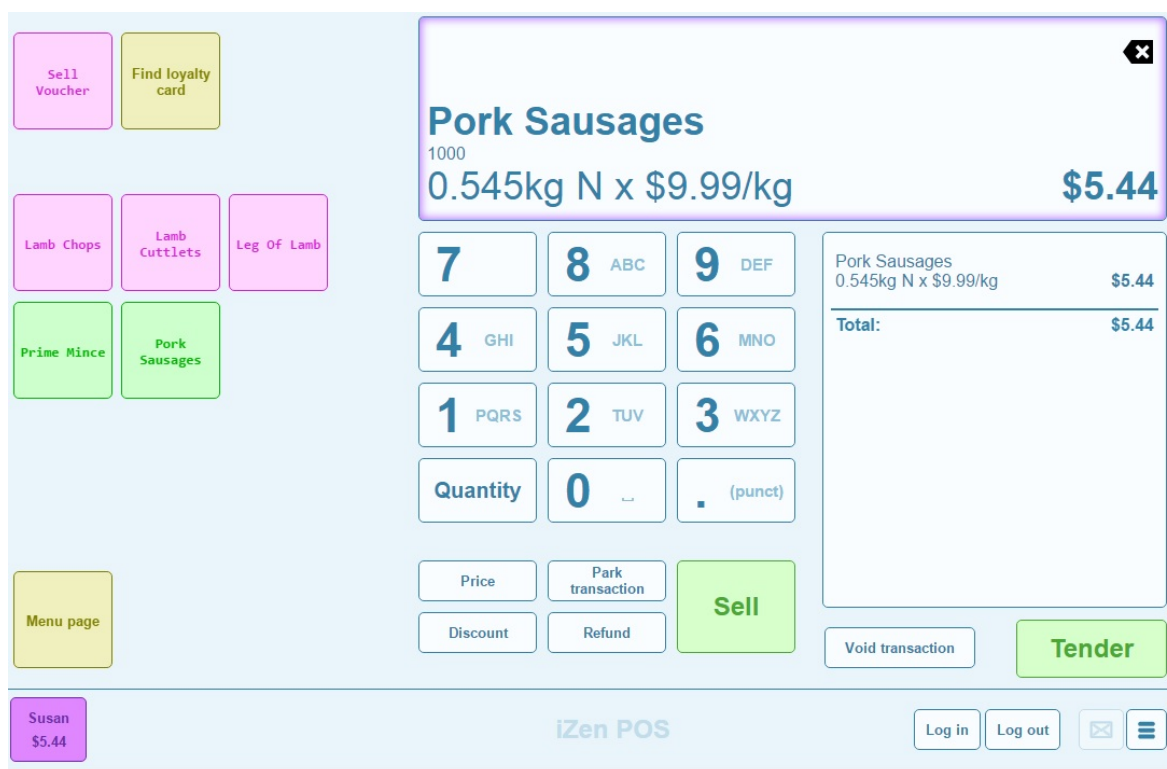 Sell
Voucher
Find loyalty
card
Lamb Chops
Lamb
Cuttlets
Leg Of Lamb
Prime Mince
Pork
Sausages
Menu page
Pork Sausages
1000
0.545kg N x $9.99/kg
$5.44
7
8 ABC
9 DEF
4 GHI
5 JKL
6 MNO
1 PQRS
2 TUV
3 WXYZ
Quantity
0 ⎵
. (punct)
Price
Park
transaction
Discount
Refund
Sell
Pork Sausages
0.545kg N x $9.99/kg $5.44
Total: $5.44
Void transaction
Tender
Susan
$5.44
iZen POS
Log in
Log out